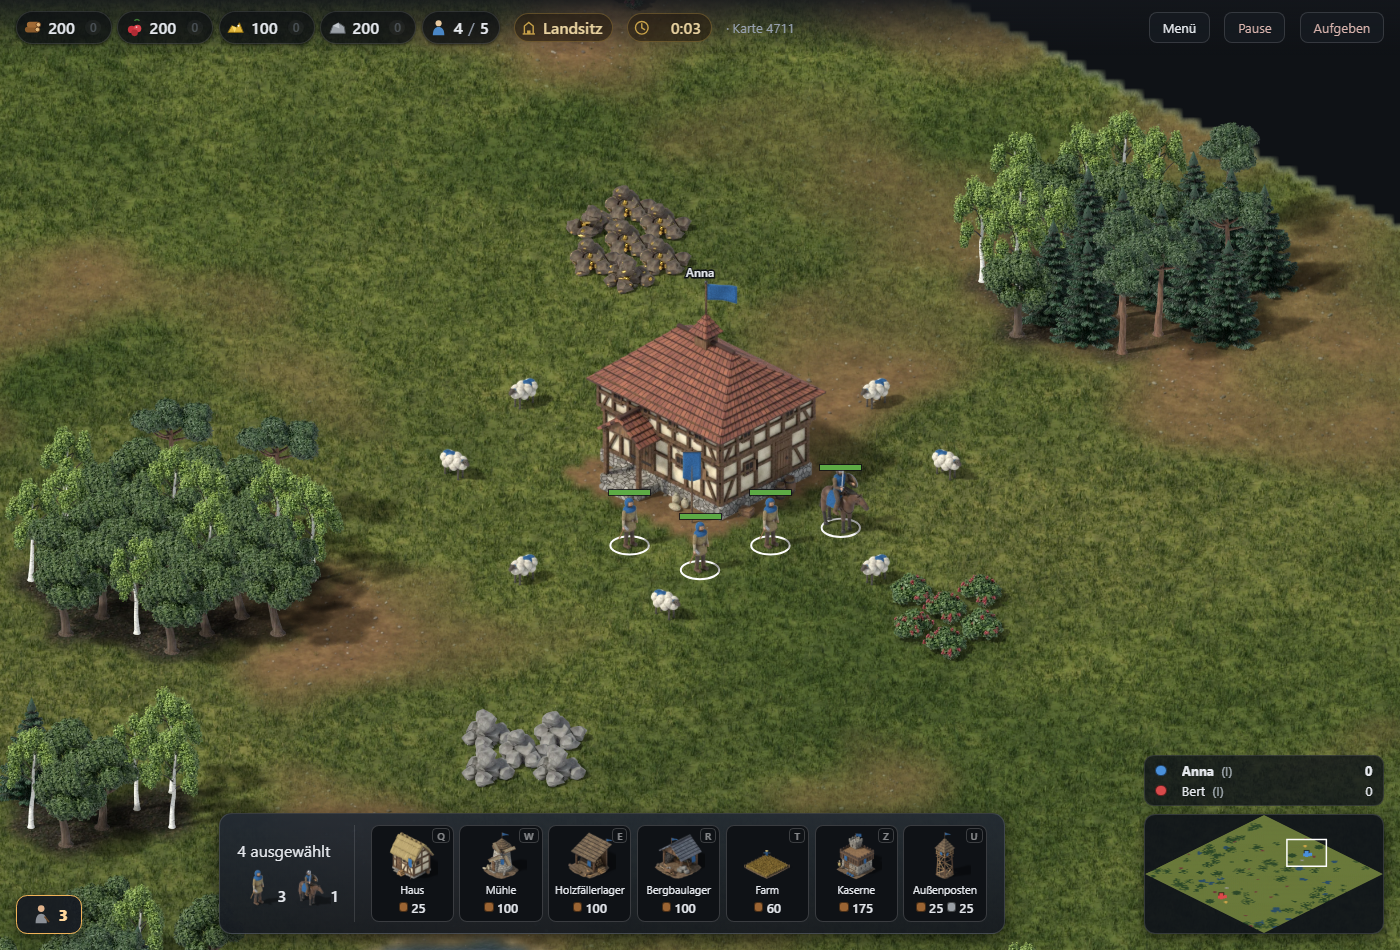 200 0 200 0 100 0 200 0 4 / 5 Landsitz 0:03 · Karte 4711 Menü Pause Aufgeben
Anna
Anna (I) 0
Bert (I) 0
4 ausgewählt
3 1
Q W E R T Z U
Haus Mühle Holzfällerlager Bergbaulager Farm Kaserne Außenposten
25 100 100 100 60 175 25 25
3